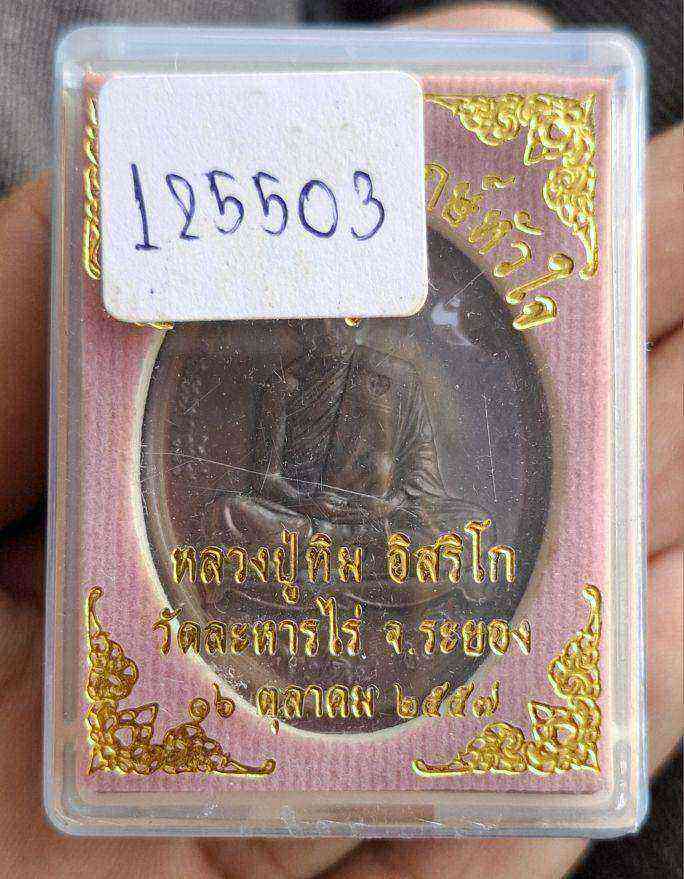 125503
หัวใจ
หลวงปู่ทิม อิสริโก
วัดละหารไร่ จ.ระยอง
๑๖ ตุลาคม ๒๕๕๗